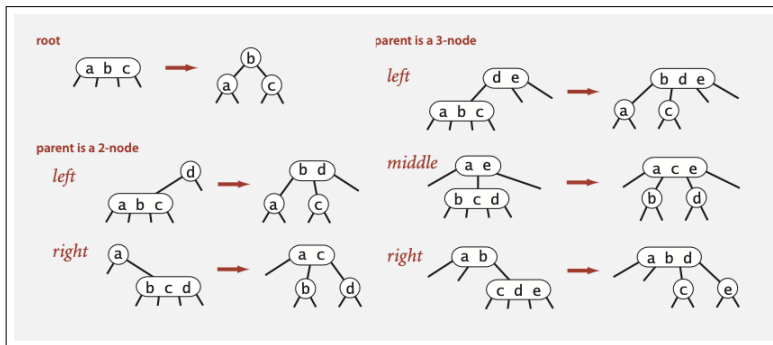 root
a b c
b
a c
parent is a 2-node
left
d
a b c
b d
a c
right
a
b c d
a c
b d
parent is a 3-node
left
d e
a b c
b d e
a c
middle
a e
b c d
a c e
b d
right
a b
c d e
a b d
c e